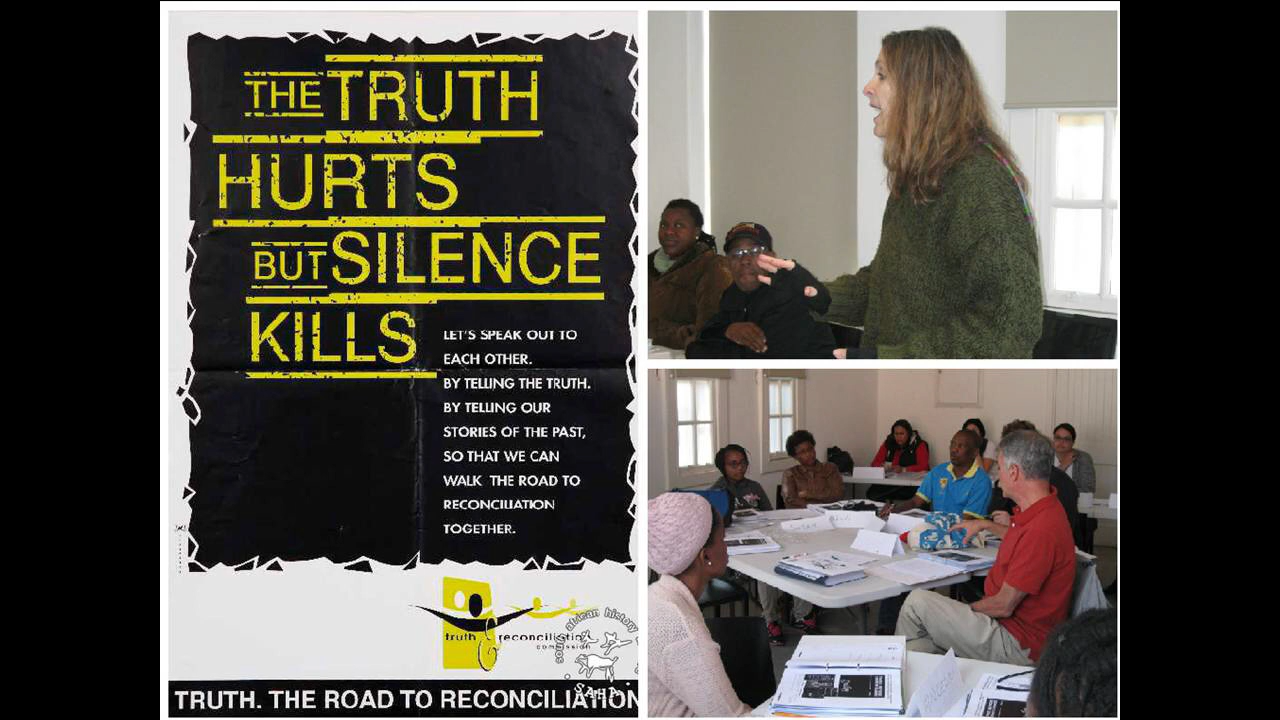 THE TRUTH
HURTS
BUT SILENCE
KILLS
LET'S SPEAK OUT TO
EACH OTHER.
BY TELLING THE TRUTH.
BY TELLING OUR
STORIES OF THE PAST,
SO THAT WE CAN
WALK THE ROAD TO
RECONCILIATION
TOGETHER.
truth & reconciliation
commission
south african history
SAHA
TRUTH. THE ROAD TO RECONCILIATION